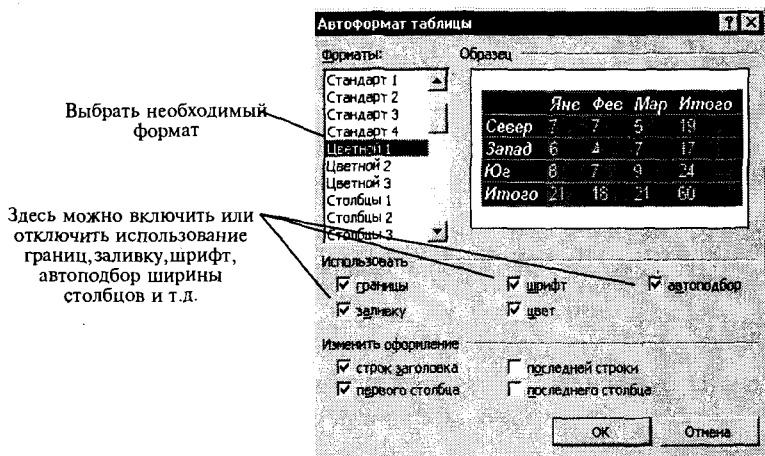 Автоформат таблицы
Форматы:
Образец
Стандарт 1
Стандарт 2
Стандарт 3
Стандарт 4
Цветной 1
Цветной 2
Цветной 3
Столбцы 1
Столбцы 2
Столбцы 3
Янв Фев Мар Итого
Север 7 7 5 19
Запад 6 4 7 17
Юг 8 7 9 24
Итого 21 18 21 60
Выбрать необходимый
формат
Здесь можно включить или
отключить использование
границ,заливку,шрифт,
автоподбор ширины
столбцов и т.д.
Использовать
границы
шрифт
автоподбор
заливку
цвет
Изменить оформление
строк заголовка
последней строки
первого столбца
последнего столбца
ОК
Отмена